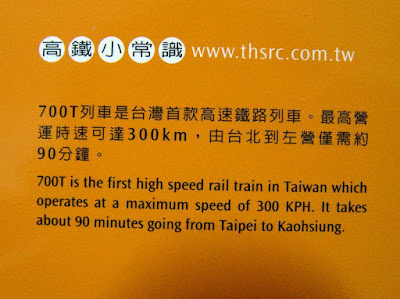 高鐵小常識 www.thsrc.com.tw
700T列車是台灣首款高速鐵路列車。最高營
運時速可達300km，由台北到左營僅需約
90分鐘。
700T is the first high speed rail train in Taiwan which
operates at a maximum speed of 300 KPH. It takes
about 90 minutes going from Taipei to Kaohsiung.